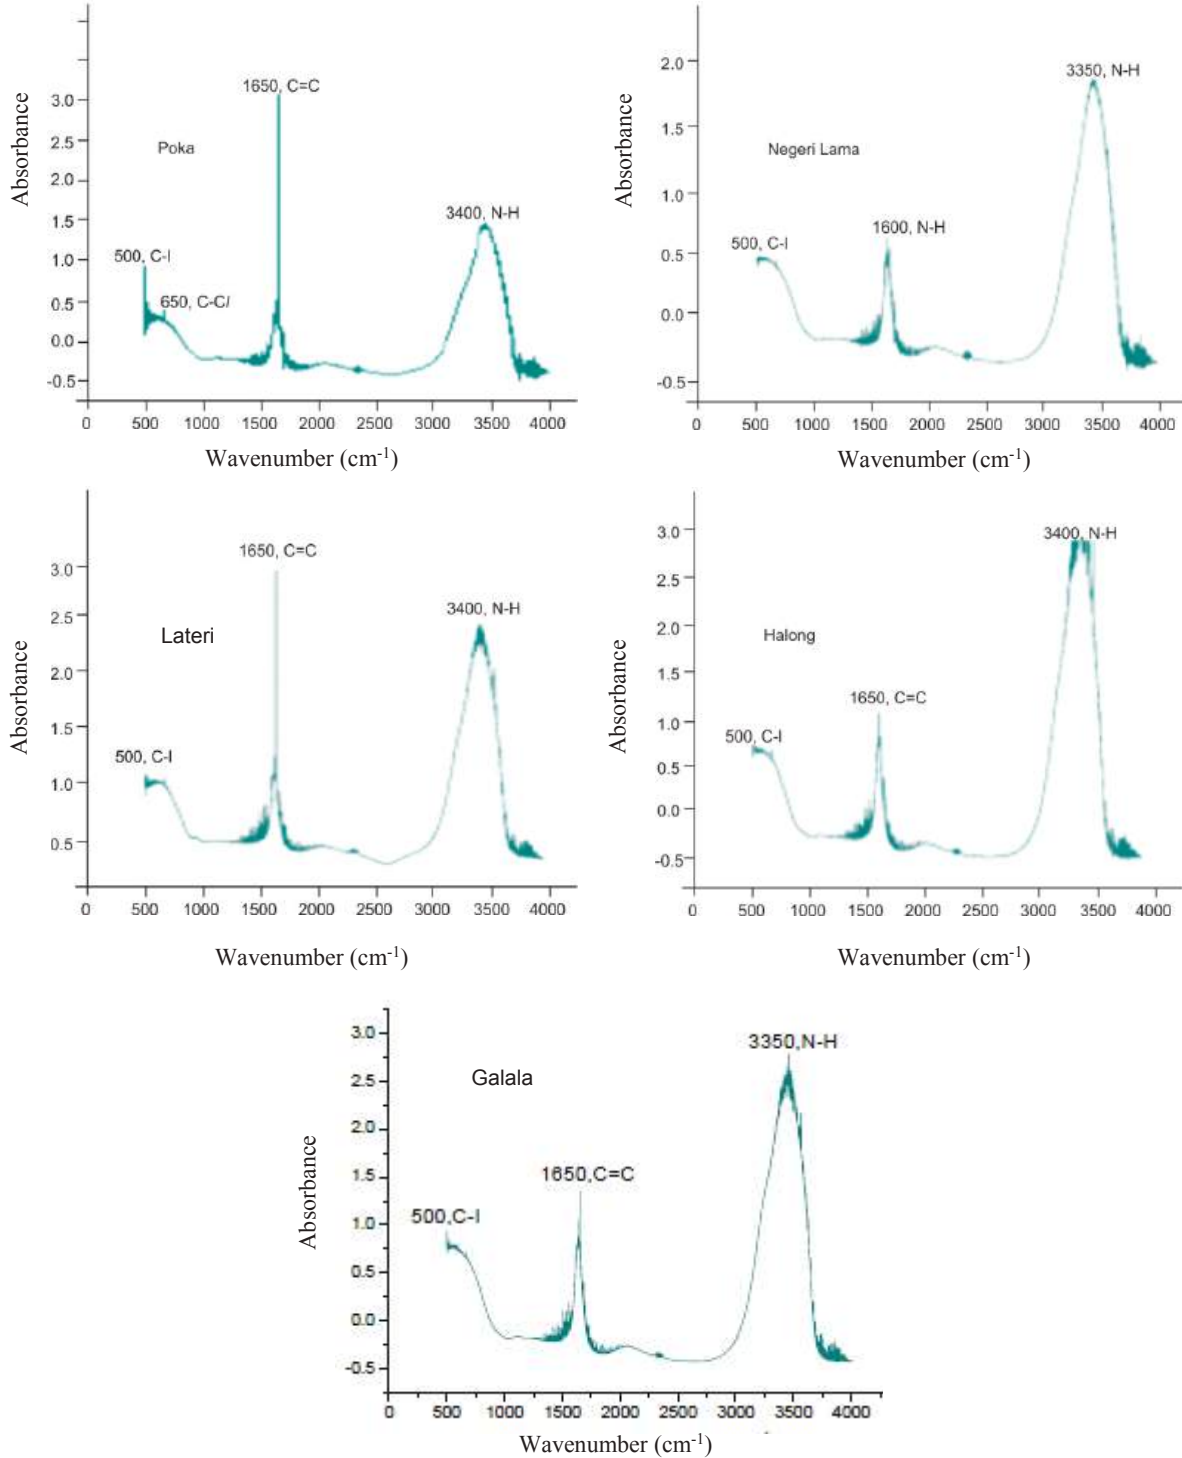 Absorbance
Poka
3.0
2.5
2.0
1.5
1.0
0.5
0.0
-0.5
1650, C=C
3400, N-H
500, C-I
650, C-Cl
0 500 1000 1500 2000 2500 3000 3500 4000
Wavenumber (cm-1)
Absorbance
Negeri Lama
2.0
1.5
1.0
0.5
0.0
-0.5
3350, N-H
1600, N-H
500, C-I
0 500 1000 1500 2000 2500 3000 3500 4000
Wavenumber (cm-1)
Absorbance
Lateri
3.0
2.5
2.0
1.5
1.0
0.5
1650, C=C
3400, N-H
500, C-I
0 500 1000 1500 2000 2500 3000 3500 4000
Wavenumber (cm-1)
Absorbance
Halong
3.0
2.5
2.0
1.5
1.0
0.5
0.0
-0.5
3400, N-H
1650, C=C
500, C-I
0 500 1000 1500 2000 2500 3000 3500 4000
Wavenumber (cm-1)
Absorbance
Galala
3.0
2.5
2.0
1.5
1.0
0.5
0.0
-0.5
3350,N-H
1650,C=C
500,C-I
0 500 1000 1500 2000 2500 3000 3500 4000
Wavenumber (cm-1)